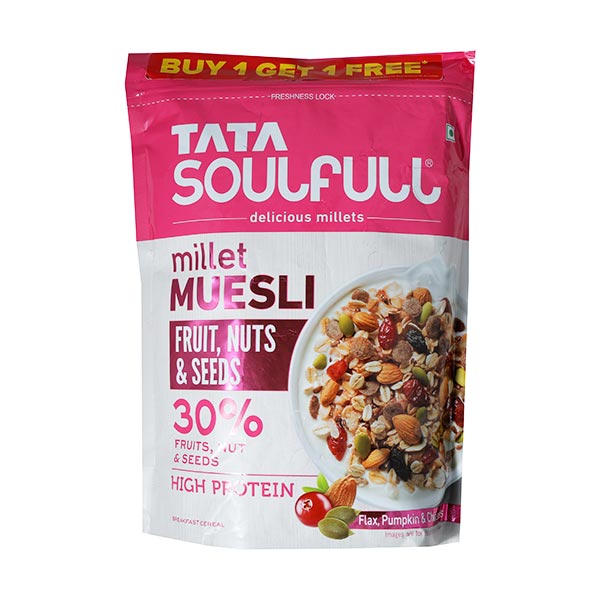 BUY 1 GET 1 FREE*
FRESHNESS LOCK
TATA
SOULFULL®
delicious millets
millet
MUESLI
FRUIT, NUTS
& SEEDS
30%
FRUITS, NUT
& SEEDS
HIGH PROTEIN
BREAKFAST CEREAL
Flax, Pumpkin &
Images are for